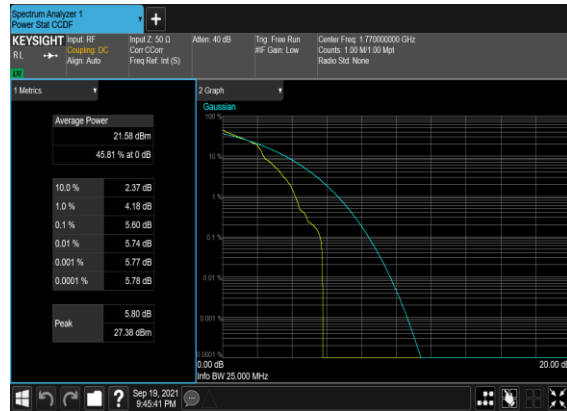 Spectrum Analyzer 1
Power Stat CCDF
+
KEYSIGHT
RL
Input: RF
Coupling: DC
Align: Auto
Input Z: 50 Ω
Corr CCorr
Freq Ref: Int (S)
Atten: 40 dB
Trig: Free Run
#IF Gain: Low
Center Freq: 1.770000000 GHz
Counts: 1.00 M/1.00 Mpt
Radio Std: None
1 Metrics
Average Power
21.58 dBm
45.81 % at 0 dB
10.0 % 2.37 dB
1.0 % 4.18 dB
0.1 % 5.60 dB
0.01 % 5.74 dB
0.001 % 5.77 dB
0.0001 % 5.78 dB
Peak
5.80 dB
27.38 dBm
2 Graph
Gaussian
100 %
10 %
1 %
0.1 %
0.01 %
0.001 %
0.0001 %
0.00 dB
20.00 dB
Info BW 25.000 MHz
?
Sep 19, 2021
9:45:41 PM